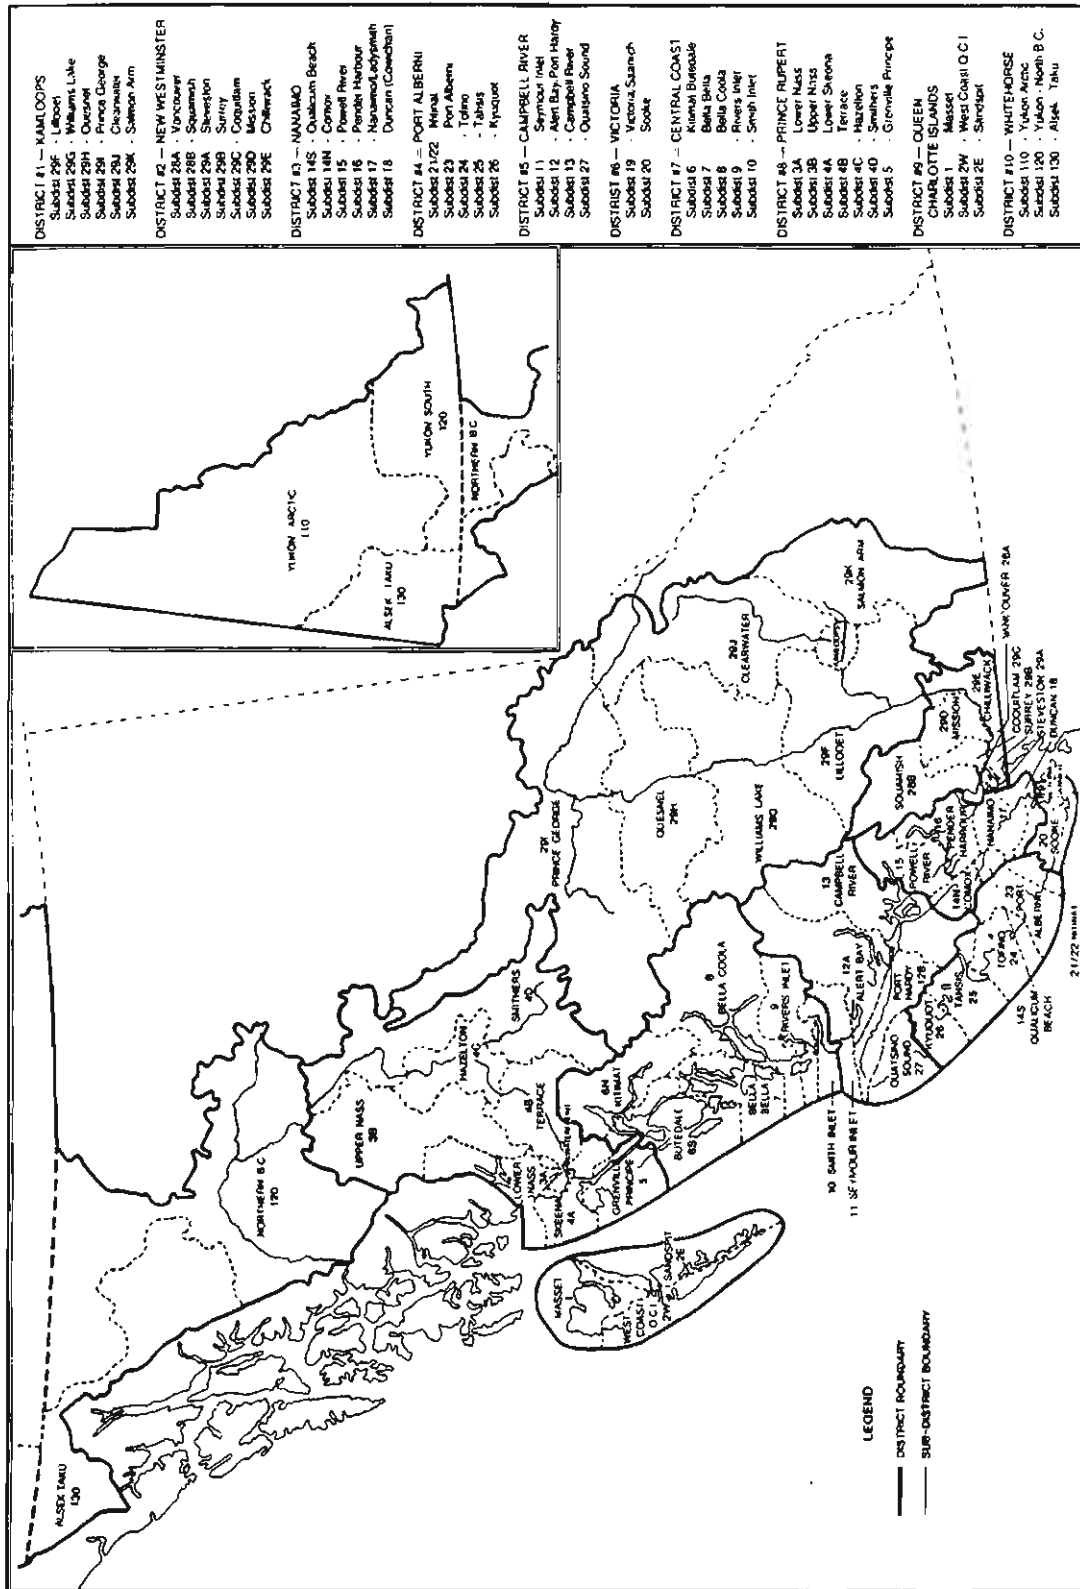 DISTRICT #1 — KAMLOOPS
Subdist 29F - Lillooet
Subdist 29G - Williams Lake
Subdist 29H - Quesnel
Subdist 29I - Prince George
Subdist 29J - Clearwater
Subdist 29K - Salmon Arm
DISTRICT #2 — NEW WESTMINSTER
Subdist 28A - Vancouver
Subdist 28B - Squamish
Subdist 29A - Steveston
Subdist 29B - Surrey
Subdist 29C - Coquitlam
Subdist 29D - Mission
Subdist 29E - Chilliwack
DISTRICT #3 — NANAIMO
Subdist 14S - Qualicum Beach
Subdist 14N - Comox
Subdist 15 - Powell River
Subdist 16 - Pender Harbour
Subdist 17 - Nanaimo/Ladysmith
Subdist 18 - Duncan (Cowichan)
DISTRICT #4 — PORT ALBERNI
Subdist 21/22 Nitinat
Subdist 23 - Port Alberni
Subdist 24 - Tofino
Subdist 25 - Tahsis
Subdist 26 - Kyuquot
DISTRICT #5 — CAMPBELL RIVER
Subdist 11 - Seymour Inlet
Subdist 12 - Alert Bay-Port Hardy
Subdist 13 - Campbell River
Subdist 27 - Quatsino Sound
DISTRICT #6 — VICTORIA
Subdist 19 - Victoria, Saanich
Subdist 20 - Sooke
DISTRICT #7 — CENTRAL COAST
Subdist 6 Kitimat Butedale
Subdist 7 Bella Bella
Subdist 8 Bella Coola
Subdist 9 - Rivers Inlet
Subdist 10 - Smith Inlet
DISTRICT #8 — PRINCE RUPERT
Subdist 3A Lower Nass
Subdist 3B Upper Nass
Subdist 4A Lower Skeena
Subdist 4B Terrace
Subdist 4C - Hazelton
Subdist 4D - Smithers
Subdist 5 - Grenville Principe
DISTRICT #9 — QUEEN
CHARLOTTE ISLANDS
Subdist 1 Masset
Subdist 2W - West Coast Q C I
Subdist 2E - Sandspit
DISTRICT #10 — WHITEHORSE
Subdist 110 - Yukon Arctic
Subdist 120 - Yukon - North B.C.
Subdist 130 - Alsek Taku
YUKON ARCTIC
110
ALSEK TAKU
130
YUKON SOUTH
120
NORTHERN B C
ALSEK TAKU
130
NORTHERN B C
120
UPPER NASS
3B
LOWER
NASS
3A
SKEENA
4A
4B
TERRACE
HAZELTON
4C
SMITHERS
4D
GRENVILLE
PRINCIPE
5
6N
KITIMAT
BUTEDALE
6S
BELLA
BELLA
7
8
BELLA COOLA
9
RIVERS INLET
10 SMITH INLET
11 SEYMOUR INLET
MASSET
1
WEST
COAST
Q C I
2W
SANDSPIT
2E
29I
PRINCE GEORGE
QUESNEL
29H
WILLIAMS LAKE
29G
29F
LILLOOET
29J
CLEARWATER
KAMLOOPS
29K
SALMON ARM
13
CAMPBELL
RIVER
12A
ALERT BAY
PORT
HARDY
12B
QUATSINO
SOUND
27
KYUQUOT
26
TAHSIS
25
TOFINO
24
23
PORT
ALBERNI
14S
QUALICUM
BEACH
21/22 NITINAT
20
SOOKE
14N
COMOX
15
POWELL
RIVER
16
PENDER
HARBOUR
NANAIMO
17
SQUAMISH
28B
29D
MISSION
29E
CHILLIWACK
VANCOUVER 28A
COQUITLAM 29C
SURREY 29B
STEVESTON 29A
DUNCAN 18
LEGEND
DISTRICT BOUNDARY
SUB-DISTRICT BOUNDARY